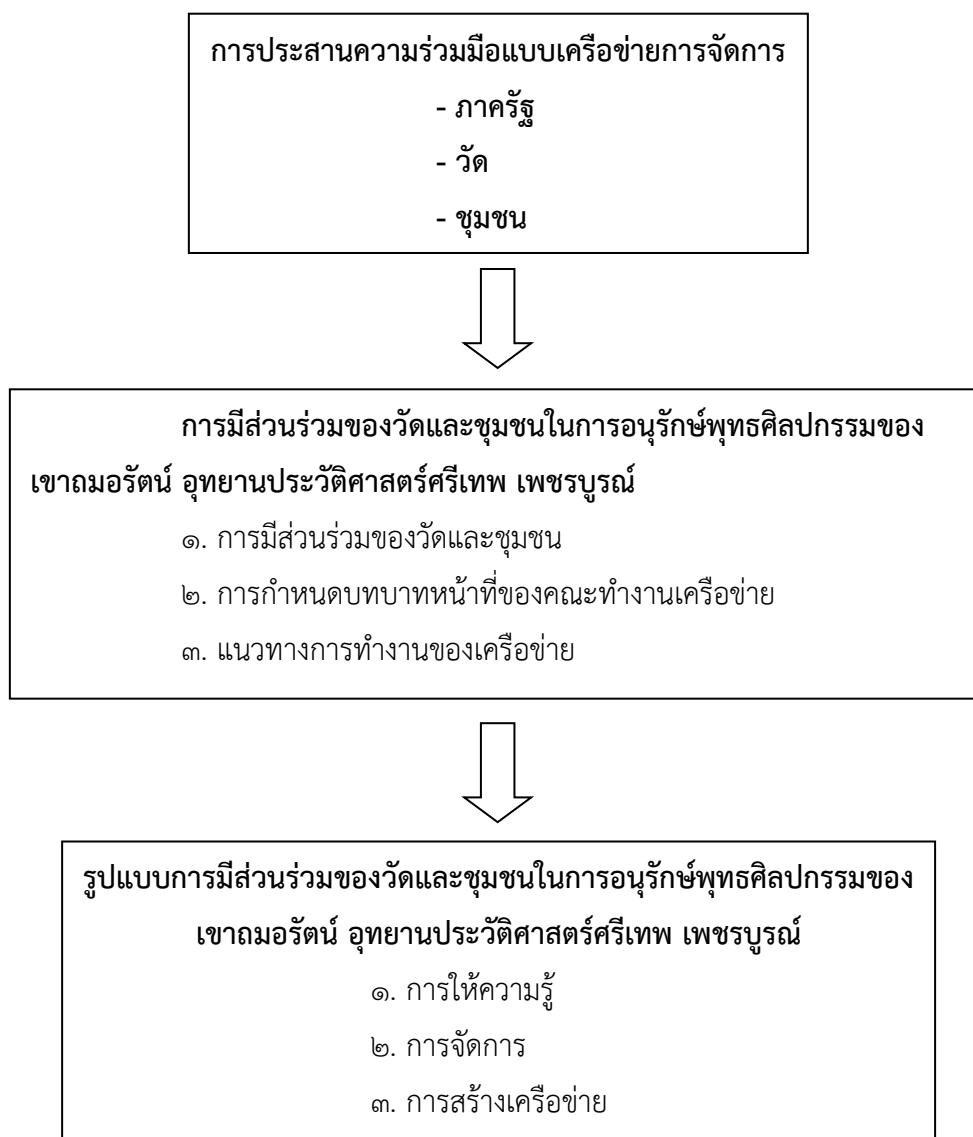 การประสานความร่วมมือแบบเครือข่ายการจัดการ
- ภาครัฐ
- วัด
- ชุมชน
การมีส่วนร่วมของวัดและชุมชนในการอนุรักษ์พุทธศิลปกรรมของ
เขาถมอรัตน์ อุทยานประวัติศาสตร์ศรีเทพ เพชรบูรณ์
๑. การมีส่วนร่วมของวัดและชุมชน
๒. การกำหนดบทบาทหน้าที่ของคณะทำงานเครือข่าย
๓. แนวทางการทำงานของเครือข่าย
รูปแบบการมีส่วนร่วมของวัดและชุมชนในการอนุรักษ์พุทธศิลปกรรมของ
เขาถมอรัตน์ อุทยานประวัติศาสตร์ศรีเทพ เพชรบูรณ์
๑. การให้ความรู้
๒. การจัดการ
๓. การสร้างเครือข่าย